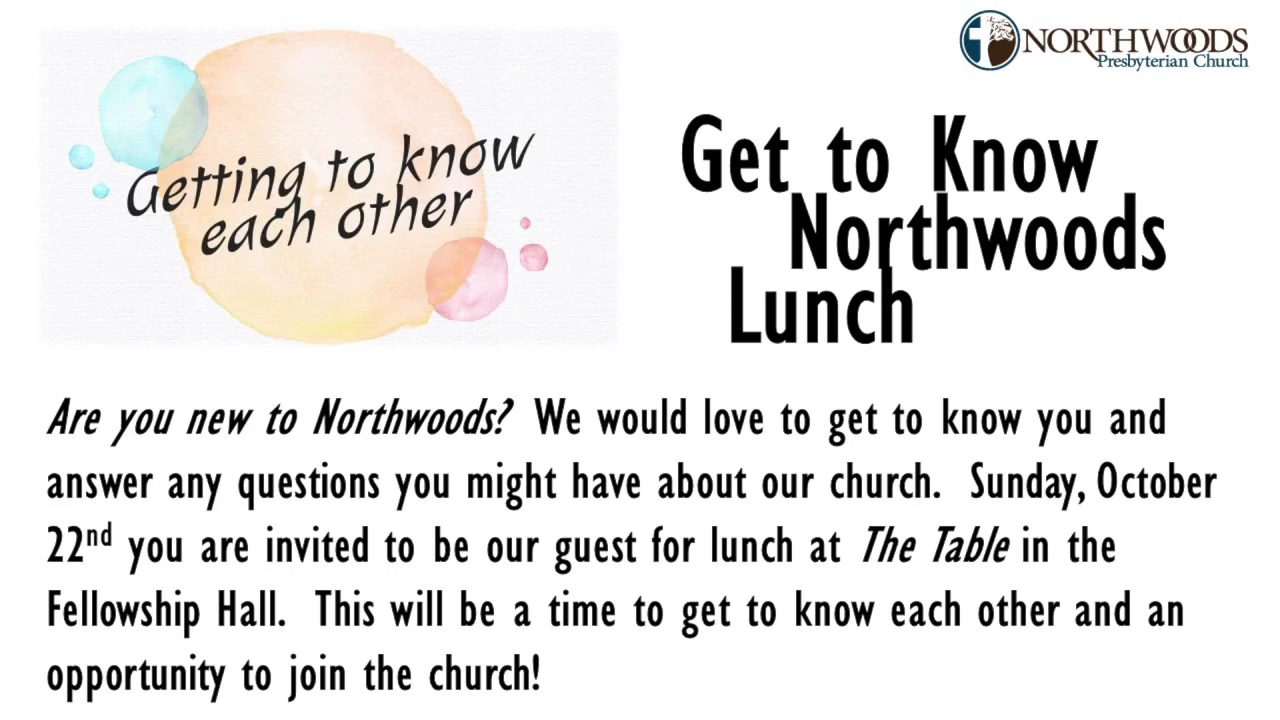 NORTHWOODS
Presbyterian Church
Getting to know
each other
Get to Know
Northwoods
Lunch
Are you new to Northwoods? We would love to get to know you and
answer any questions you might have about our church. Sunday, October
22nd you are invited to be our guest for lunch at The Table in the
Fellowship Hall. This will be a time to get to know each other and an
opportunity to join the church!